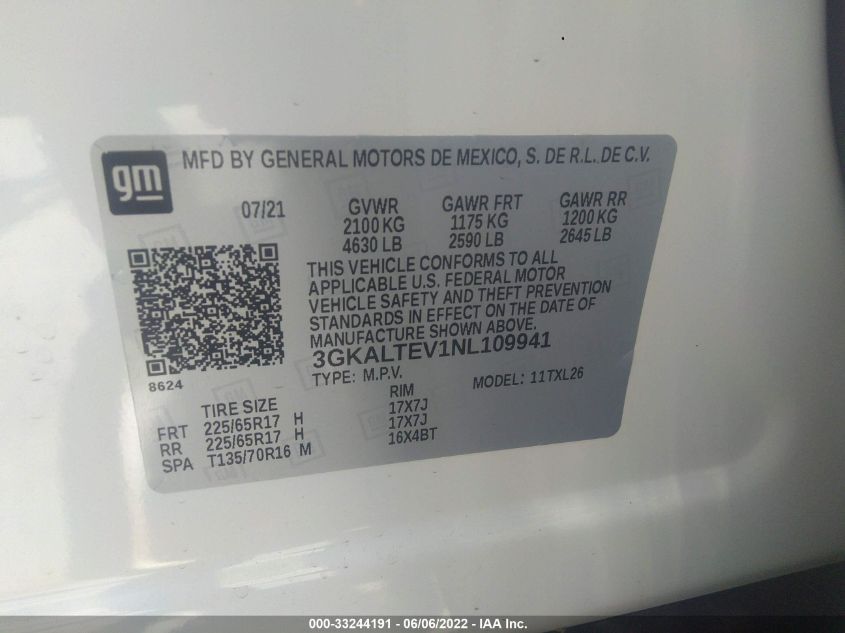 gm
MFD BY GENERAL MOTORS DE MEXICO, S. DE R.L. DE C.V.
07/21 GVWR GAWR FRT GAWR RR
2100 KG 1175 KG 1200 KG
4630 LB 2590 LB 2645 LB
THIS VEHICLE CONFORMS TO ALL
APPLICABLE U.S. FEDERAL MOTOR
VEHICLE SAFETY AND THEFT PREVENTION
STANDARDS IN EFFECT ON THE DATE OF
MANUFACTURE SHOWN ABOVE.
3GKALTEV1NL109941
8624
TYPE: M.P.V. MODEL: 11TXL26
TIRE SIZE RIM
FRT 225/65R17 H 17X7J
RR 225/65R17 H 17X7J
SPA T135/70R16 M 16X4BT
000-33244191 - 06/06/2022 - IAA Inc.